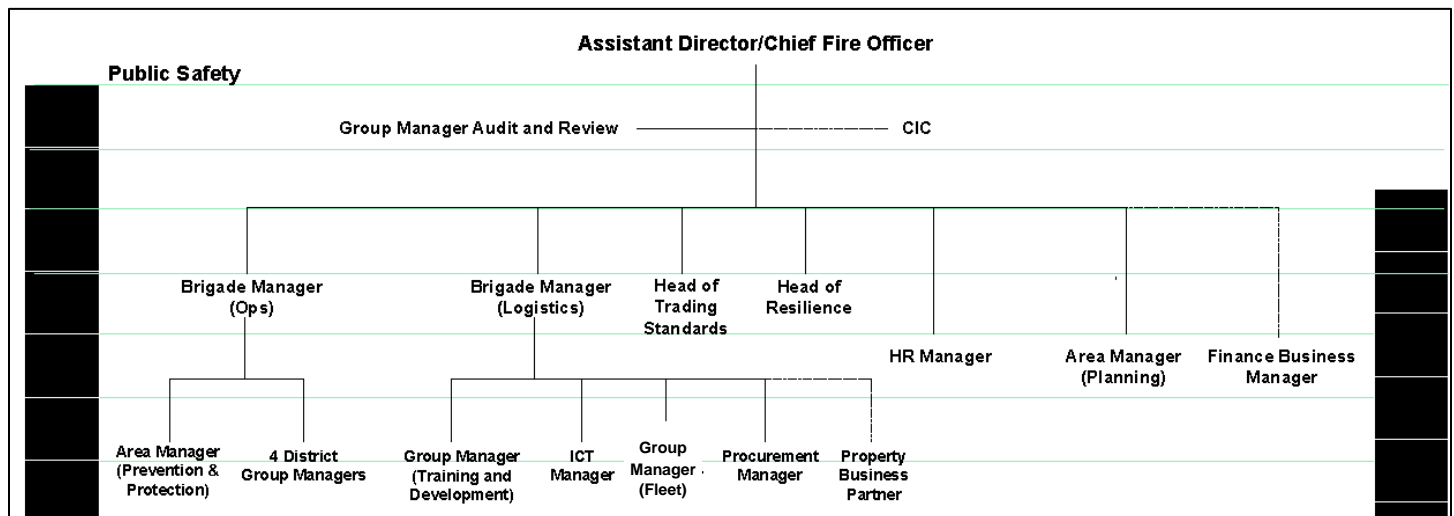 Assistant Director/Chief Fire Officer
Public Safety
Group Manager Audit and Review
CIC
Brigade Manager
(Ops)
Brigade Manager
(Logistics)
Head of
Trading
Standards
Head of
Resilience
HR Manager
Area Manager
(Planning)
Finance Business
Manager
Area Manager
(Prevention &
Protection)
4 District
Group Managers
Group Manager
(Training and
Development)
ICT
Manager
Group
Manager
(Fleet)
Procurement
Manager
Property
Business
Partner